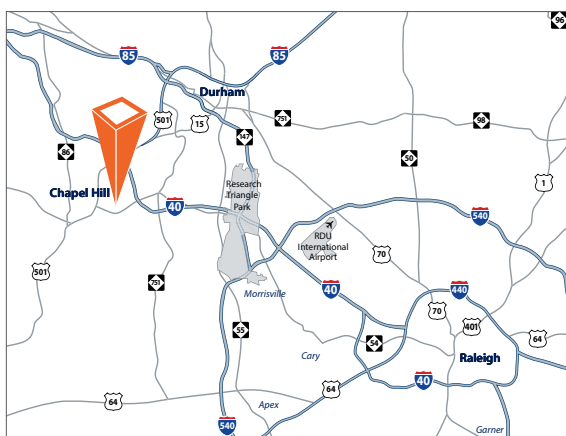 96
85
85
Durham
501
15
751
98
147
86
50
Research
Triangle
Park
1
Chapel Hill
40
540
RDU
International
Airport
70
501
751
40
440
Morrisville
70
401
55
54
64
Cary
Raleigh
40
64
64
Apex
540
Garner